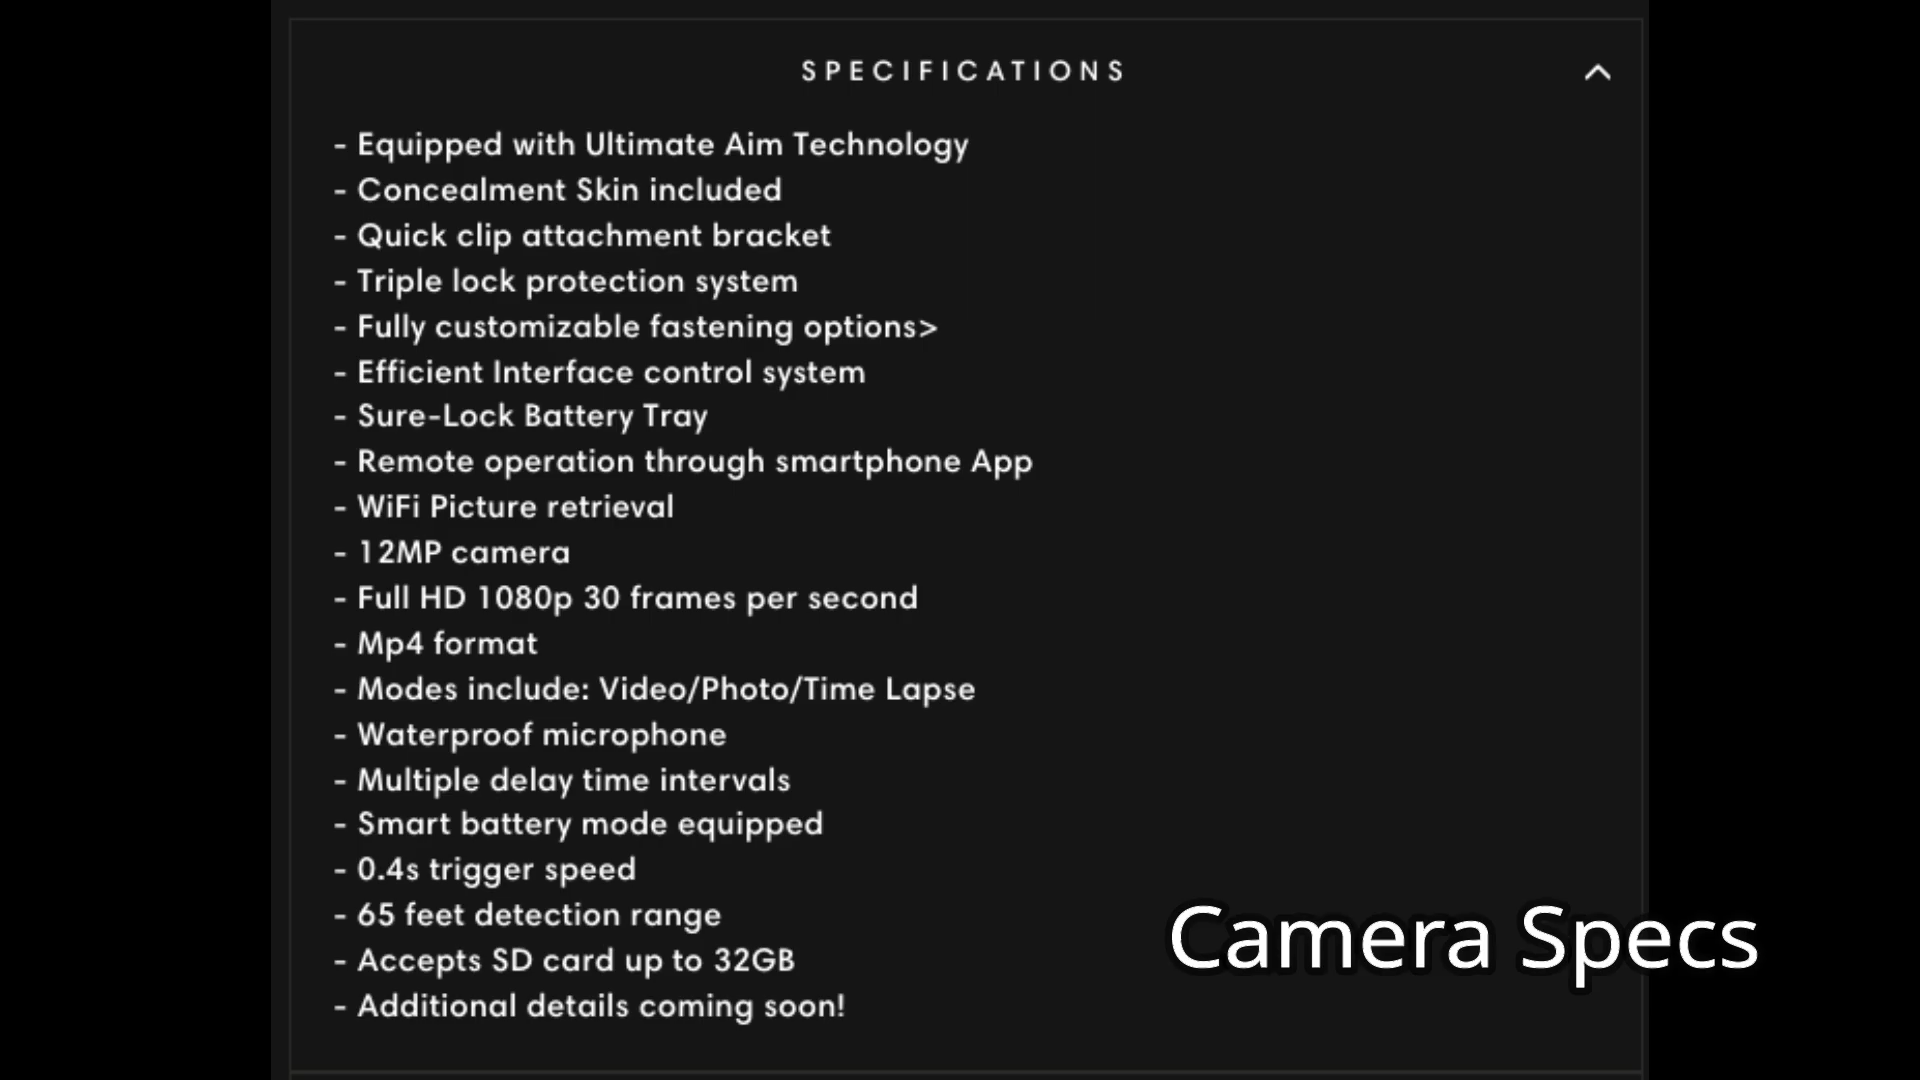 SPECIFICATIONS
- Equipped with Ultimate Aim Technology
- Concealment Skin included
- Quick clip attachment bracket
- Triple lock protection system
- Fully customizable fastening options>
- Efficient Interface control system
- Sure-Lock Battery Tray
- Remote operation through smartphone App
- WiFi Picture retrieval
- 12MP camera
- Full HD 1080p 30 frames per second
- Mp4 format
- Modes include: Video/Photo/Time Lapse
- Waterproof microphone
- Multiple delay time intervals
- Smart battery mode equipped
- 0.4s trigger speed
- 65 feet detection range
- Accepts SD card up to 32GB
- Additional details coming soon!
Camera Specs